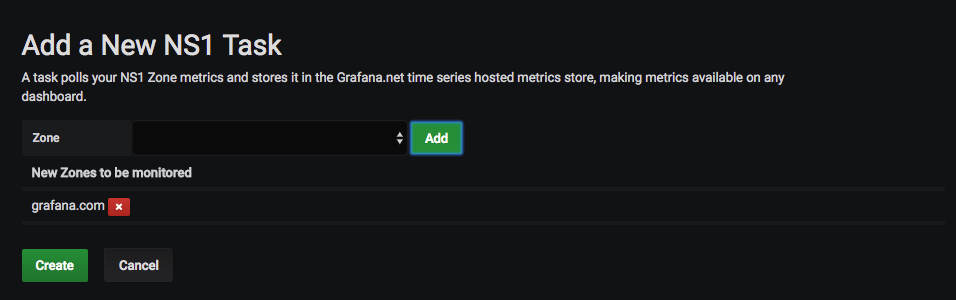 Add a New NS1 Task
A task polls your NS1 Zone metrics and stores it in the Grafana.net time series hosted metrics store, making metrics available on any
dashboard.
Zone Add
New Zones to be monitored
grafana.com ×
Create Cancel